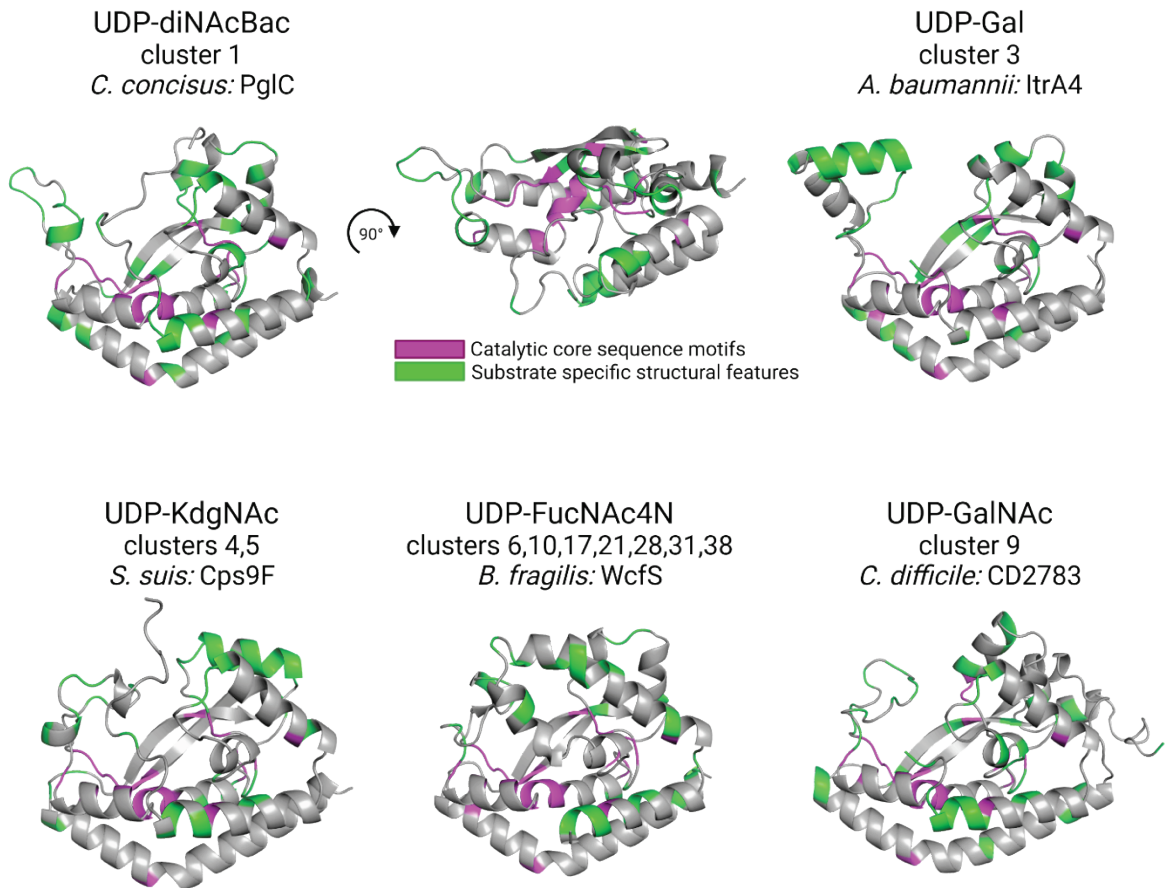 UDP-diNAcBac
cluster 1
C. concisus: PglC
UDP-Gal
cluster 3
A. baumannii: ItrA4
90°
Catalytic core sequence motifs
Substrate specific structural features
UDP-KdgNAc
clusters 4,5
S. suis: Cps9F
UDP-FucNAc4N
clusters 6,10,17,21,28,31,38
B. fragilis: WcfS
UDP-GalNAc
cluster 9
C. difficile: CD2783